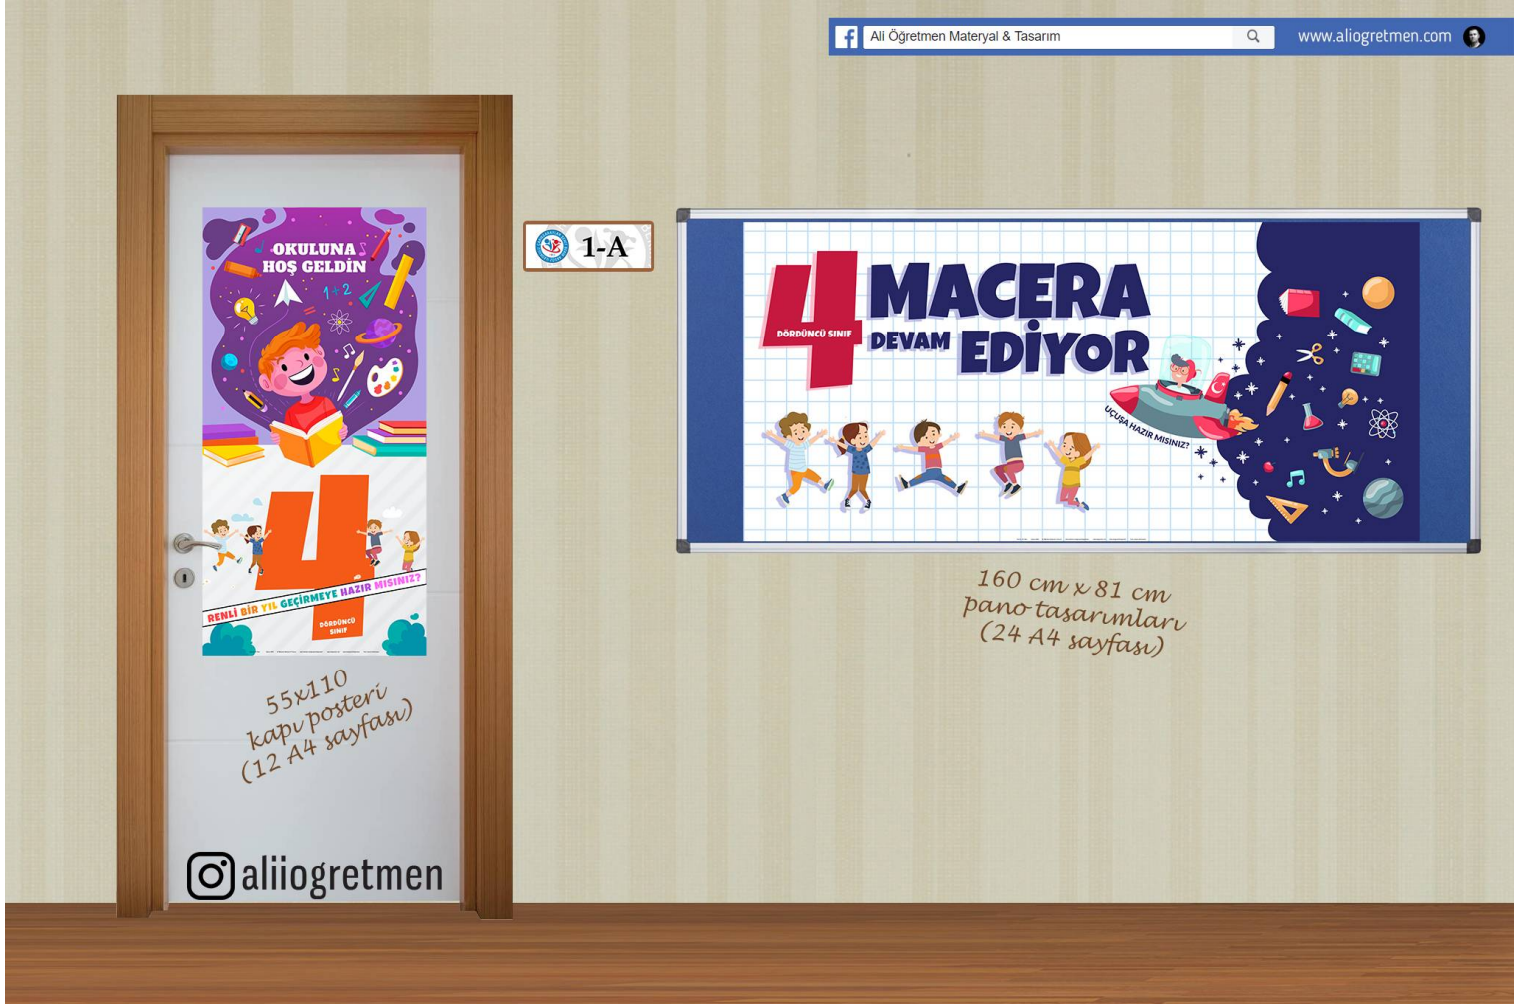 Ali Öğretmen Materyal & Tasarım
www.aliogretmen.com
OKULUNA
HOŞ GELDİN
1+2
4
RENLİ BİR YIL GEÇİRMEYE HAZIR MISINIZ?
DÖRDÜNCÜ
SINIF
55x110
kapı posteri
(12 A4 sayfası)
aliiogretmen
1-A
4
DÖRDÜNCÜ SINIF
MACERA
DEVAM EDİYOR
UÇUŞA HAZIR MISINIZ?
160 cm x 81 cm
pano tasarımları
(24 A4 sayfası)